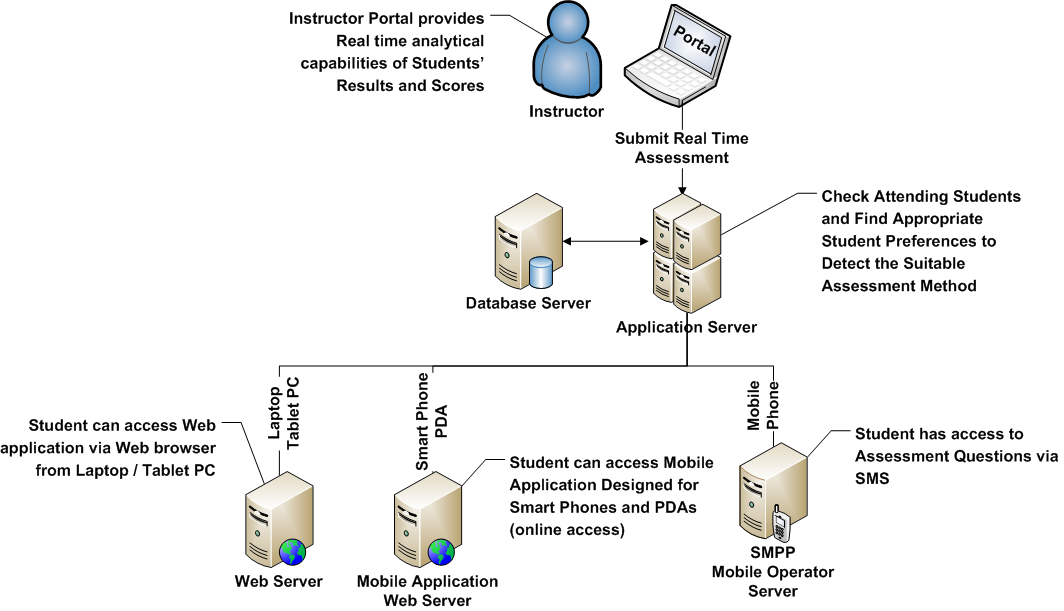 Instructor Portal provides
Real time analytical
capabilities of Students'
Results and Scores
Instructor
Portal
Submit Real Time
Assessment
Database Server
Application Server
Check Attending Students
and Find Appropriate
Student Preferences to
Detect the Suitable
Assessment Method
Laptop
Tablet PC
Smart Phone
PDA
Mobile
Phone
Student can access Web
application via Web browser
from Laptop / Tablet PC
Web Server
Student can access Mobile
Application Designed for
Smart Phones and PDAs
(online access)
Mobile Application
Web Server
Student has access to
Assessment Questions via
SMS
SMPP
Mobile Operator
Server